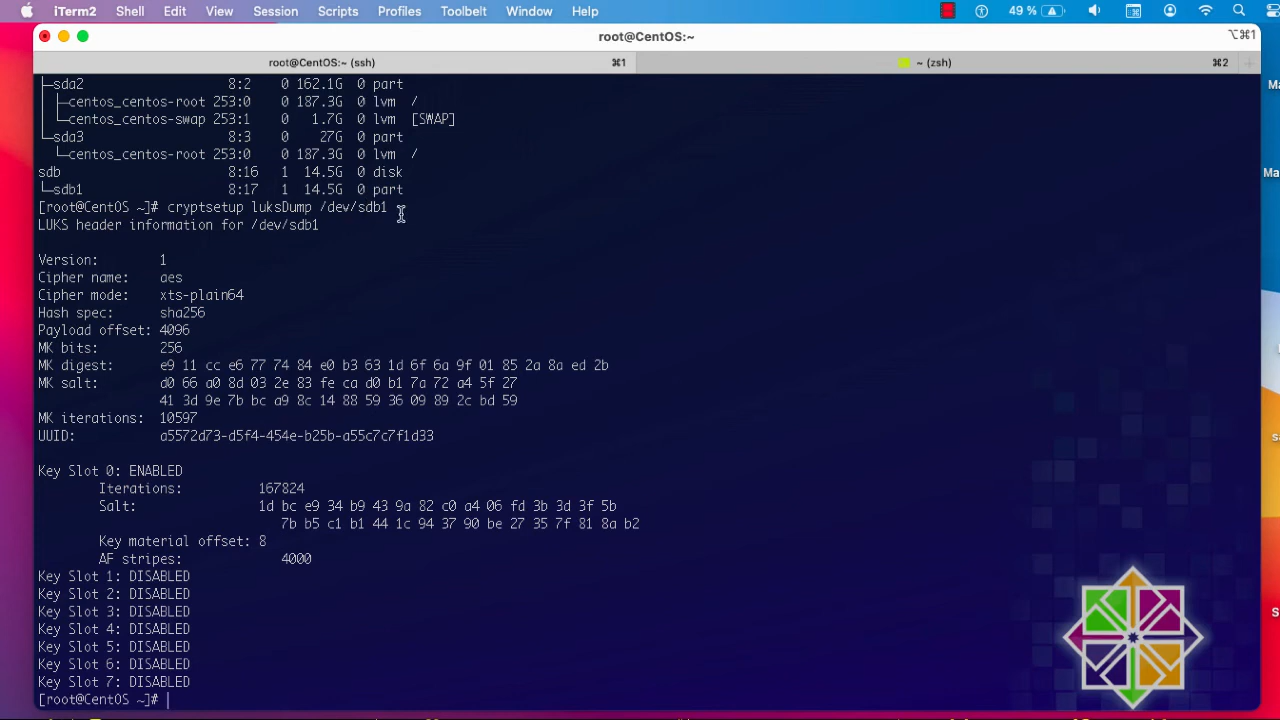 iTerm2 Shell Edit View Session Scripts Profiles Toolbelt Window Help 49 %
root@CentOS:~ ⌥⌘1
root@CentOS:~ (ssh) ⌘1 ~ (zsh) ⌘2
├─sda2 8:2 0 162.1G 0 part
│ ├─centos_centos-root 253:0 0 187.3G 0 lvm /
│ └─centos_centos-swap 253:1 0 1.7G 0 lvm [SWAP]
└─sda3 8:3 0 27G 0 part
└─centos_centos-root 253:0 0 187.3G 0 lvm /
sdb 8:16 1 14.5G 0 disk
└─sdb1 8:17 1 14.5G 0 part
[root@CentOS ~]# cryptsetup luksDump /dev/sdb1
LUKS header information for /dev/sdb1
Version: 1
Cipher name: aes
Cipher mode: xts-plain64
Hash spec: sha256
Payload offset: 4096
MK bits: 256
MK digest: e9 11 cc e6 77 74 84 e0 b3 63 1d 6f 6a 9f 01 85 2a 8a ed 2b
MK salt: d0 66 a0 8d 03 2e 83 fe ca d0 b1 7a 72 a4 5f 27
41 3d 9e 7b bc a9 8c 14 88 59 36 09 89 2c bd 59
MK iterations: 10597
UUID: a5572d73-d5f4-454e-b25b-a55c7c7f1d33
Key Slot 0: ENABLED
Iterations: 167824
Salt: 1d bc e9 34 b9 43 9a 82 c0 a4 06 fd 3b 3d 3f 5b
7b b5 c1 b1 44 1c 94 37 90 be 27 35 7f 81 8a b2
Key material offset: 8
AF stripes: 4000
Key Slot 1: DISABLED
Key Slot 2: DISABLED
Key Slot 3: DISABLED
Key Slot 4: DISABLED
Key Slot 5: DISABLED
Key Slot 6: DISABLED
Key Slot 7: DISABLED
[root@CentOS ~]#